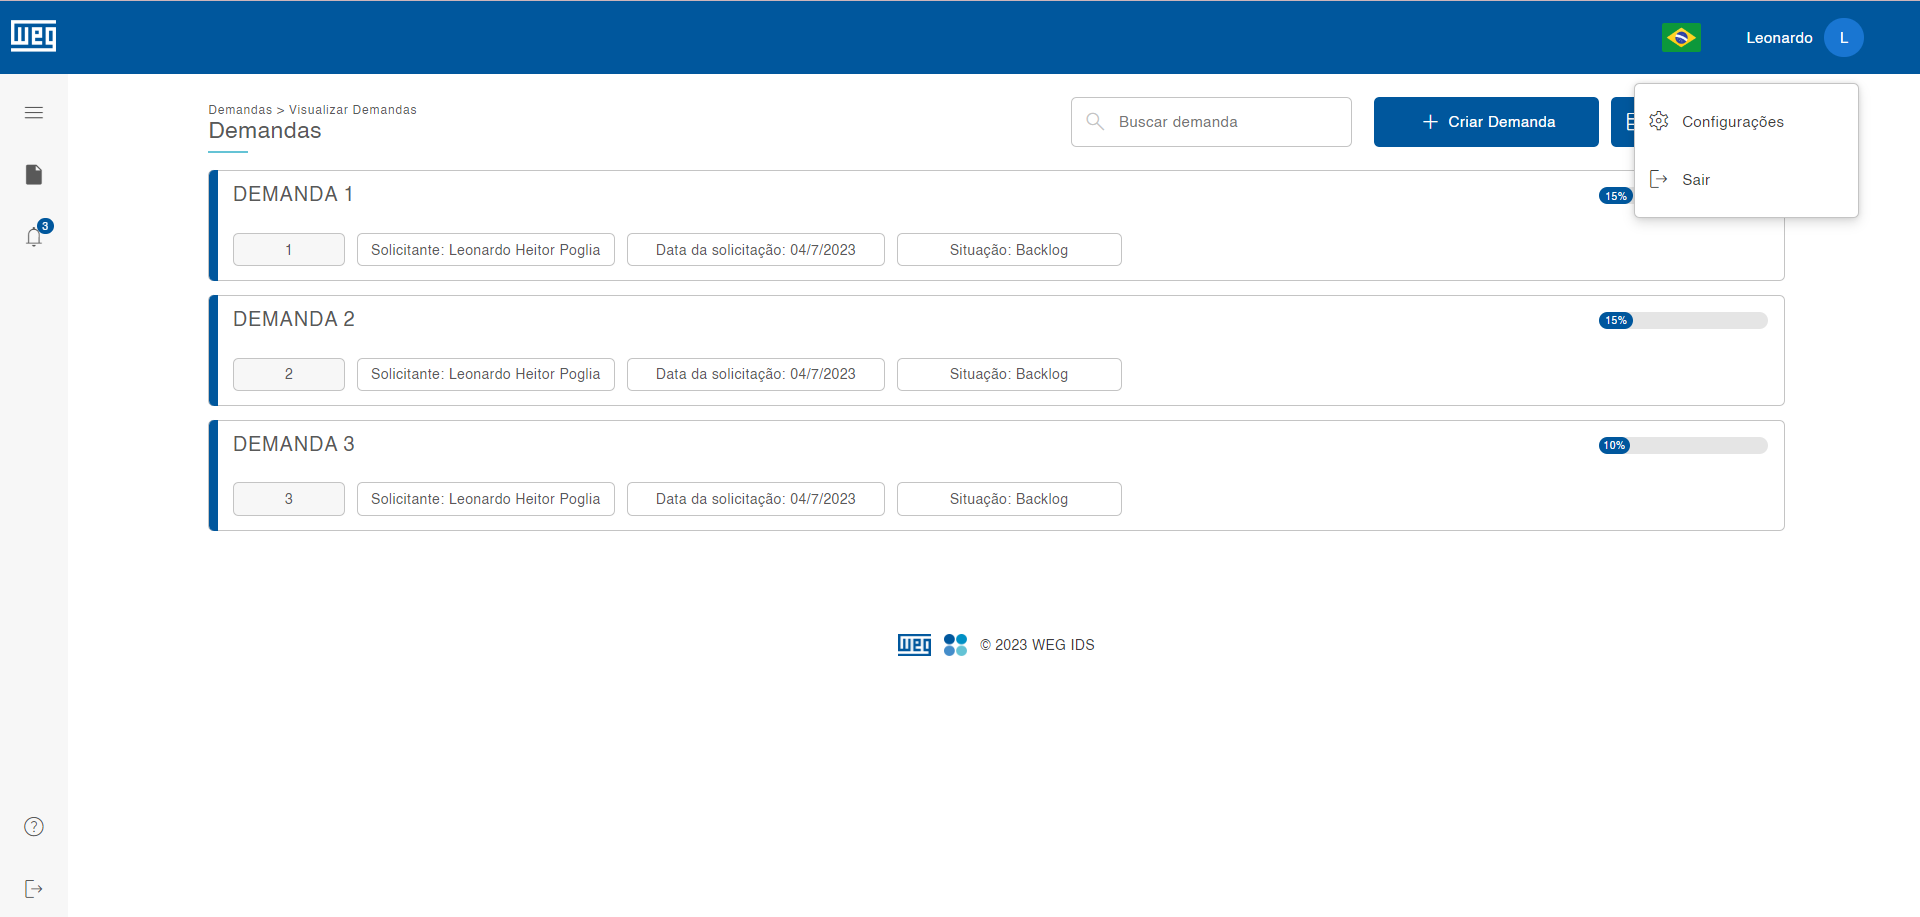 weg
Leonardo L
Demandas > Visualizar Demandas
Demandas
Buscar demanda
Criar Demanda
Configurações
Sair
3
DEMANDA 1
15%
1
Solicitante: Leonardo Heitor Poglia
Data da solicitação: 04/7/2023
Situação: Backlog
DEMANDA 2
15%
2
Solicitante: Leonardo Heitor Poglia
Data da solicitação: 04/7/2023
Situação: Backlog
DEMANDA 3
10%
3
Solicitante: Leonardo Heitor Poglia
Data da solicitação: 04/7/2023
Situação: Backlog
weg © 2023 WEG IDS
?